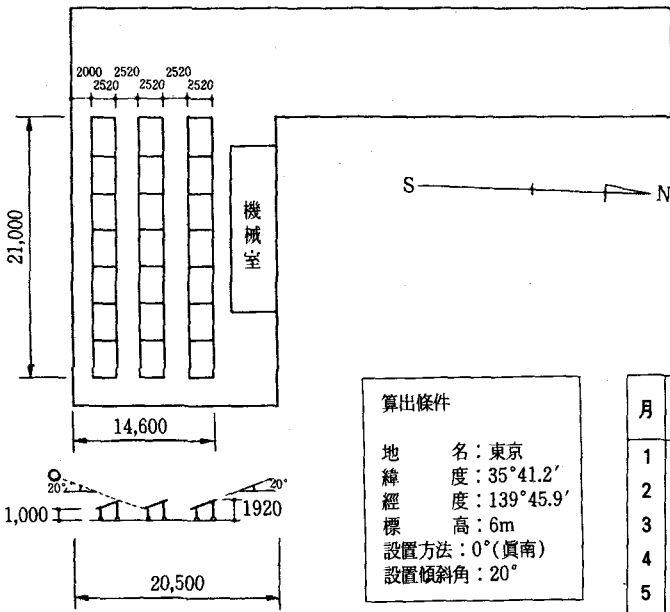 2000 2520 2520
2520 2520 2520
21,000
機械室
S N
14,600
20° 20°
1,000 1920
20,500
算出條件
地 名：東京
緯 度：35°41.2′
經 度：139°45.9′
標 高：6m
設置方法：0°(眞南)
設置傾斜角：20°
月
1
2
3
4
5